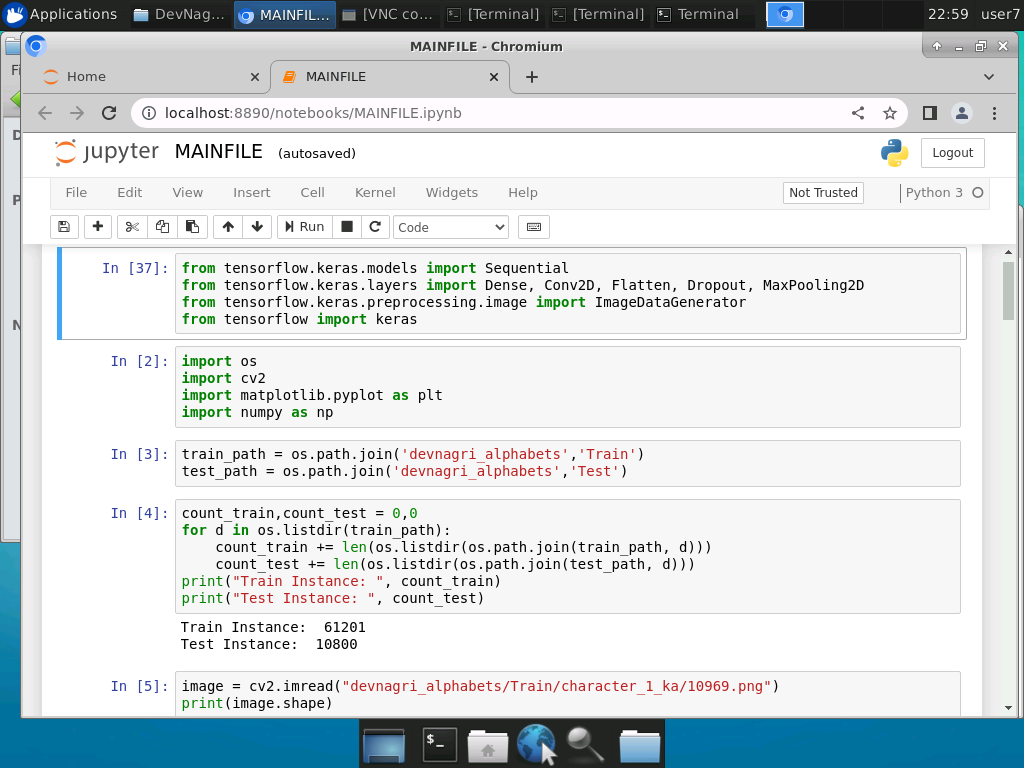 Applications DevNag... MAINFIL... [VNC co... [Terminal] [Terminal] Terminal 22:59 user7
MAINFILE - Chromium
Home MAINFILE
localhost:8890/notebooks/MAINFILE.ipynb
jupyter MAINFILE (autosaved) Logout
File Edit View Insert Cell Kernel Widgets Help Not Trusted Python 3
Run Code
In [37]: from tensorflow.keras.models import Sequential
from tensorflow.keras.layers import Dense, Conv2D, Flatten, Dropout, MaxPooling2D
from tensorflow.keras.preprocessing.image import ImageDataGenerator
from tensorflow import keras
In [2]: import os
import cv2
import matplotlib.pyplot as plt
import numpy as np
In [3]: train_path = os.path.join('devnagri_alphabets','Train')
test_path = os.path.join('devnagri_alphabets','Test')
In [4]: count_train,count_test = 0,0
for d in os.listdir(train_path):
    count_train += len(os.listdir(os.path.join(train_path, d)))
    count_test += len(os.listdir(os.path.join(test_path, d)))
print("Train Instance: ", count_train)
print("Test Instance: ", count_test)
Train Instance:  61201
Test Instance:  10800
In [5]: image = cv2.imread("devnagri_alphabets/Train/character_1_ka/10969.png")
print(image.shape)